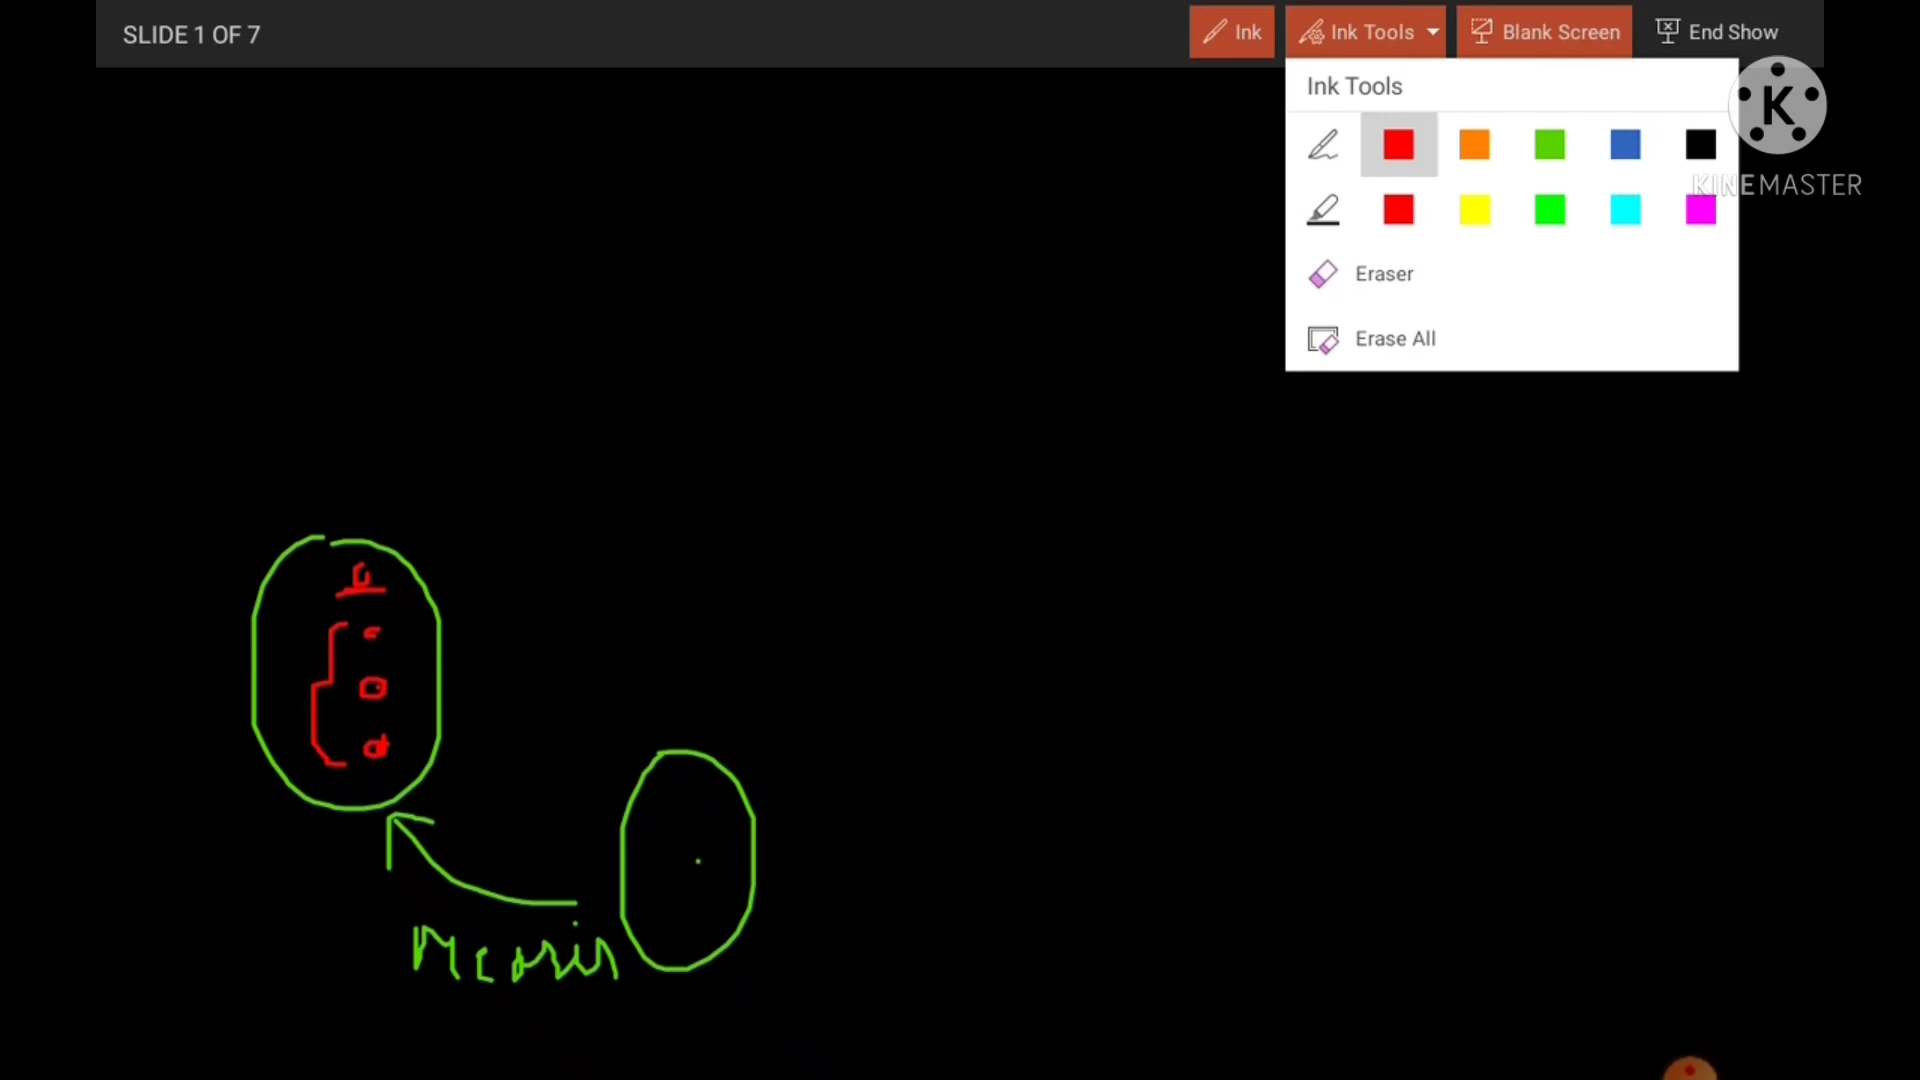 SLIDE 1 OF 7
Ink
Ink Tools
Blank Screen
End Show
Ink Tools
K
KINEMASTER
Eraser
Erase All